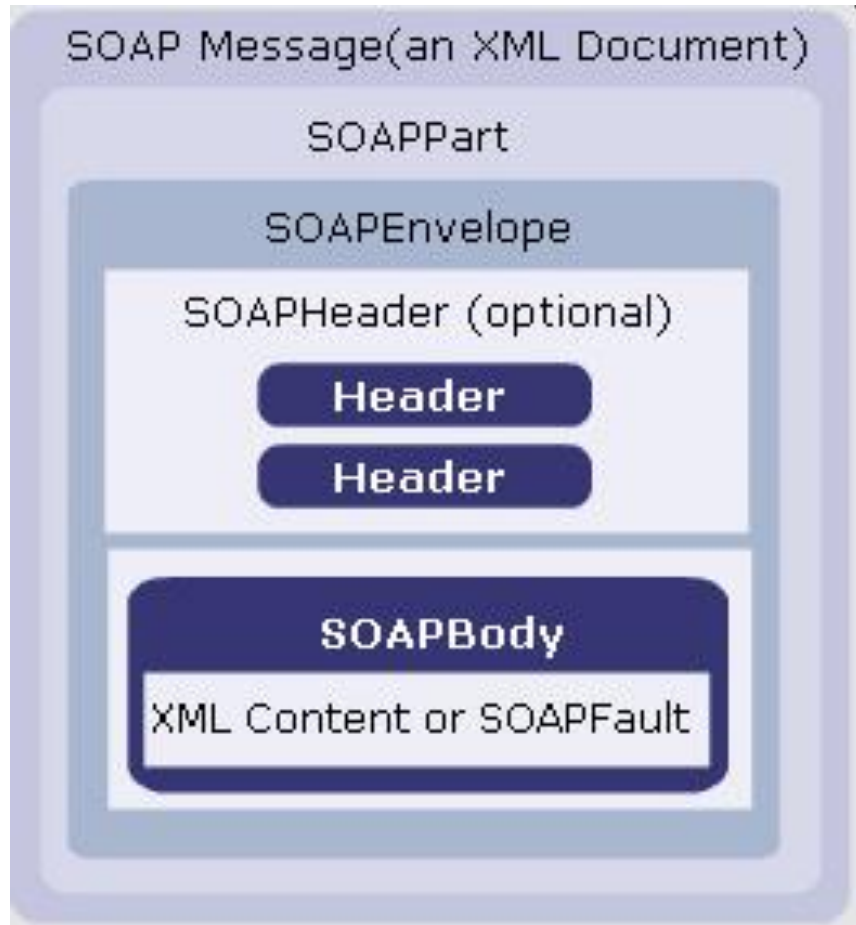 SOAP Message(an XML Document)
SOAPPart
SOAPEnvelope
SOAPHeader (optional)
Header
Header
SOAPBody
XML Content or SOAPFault